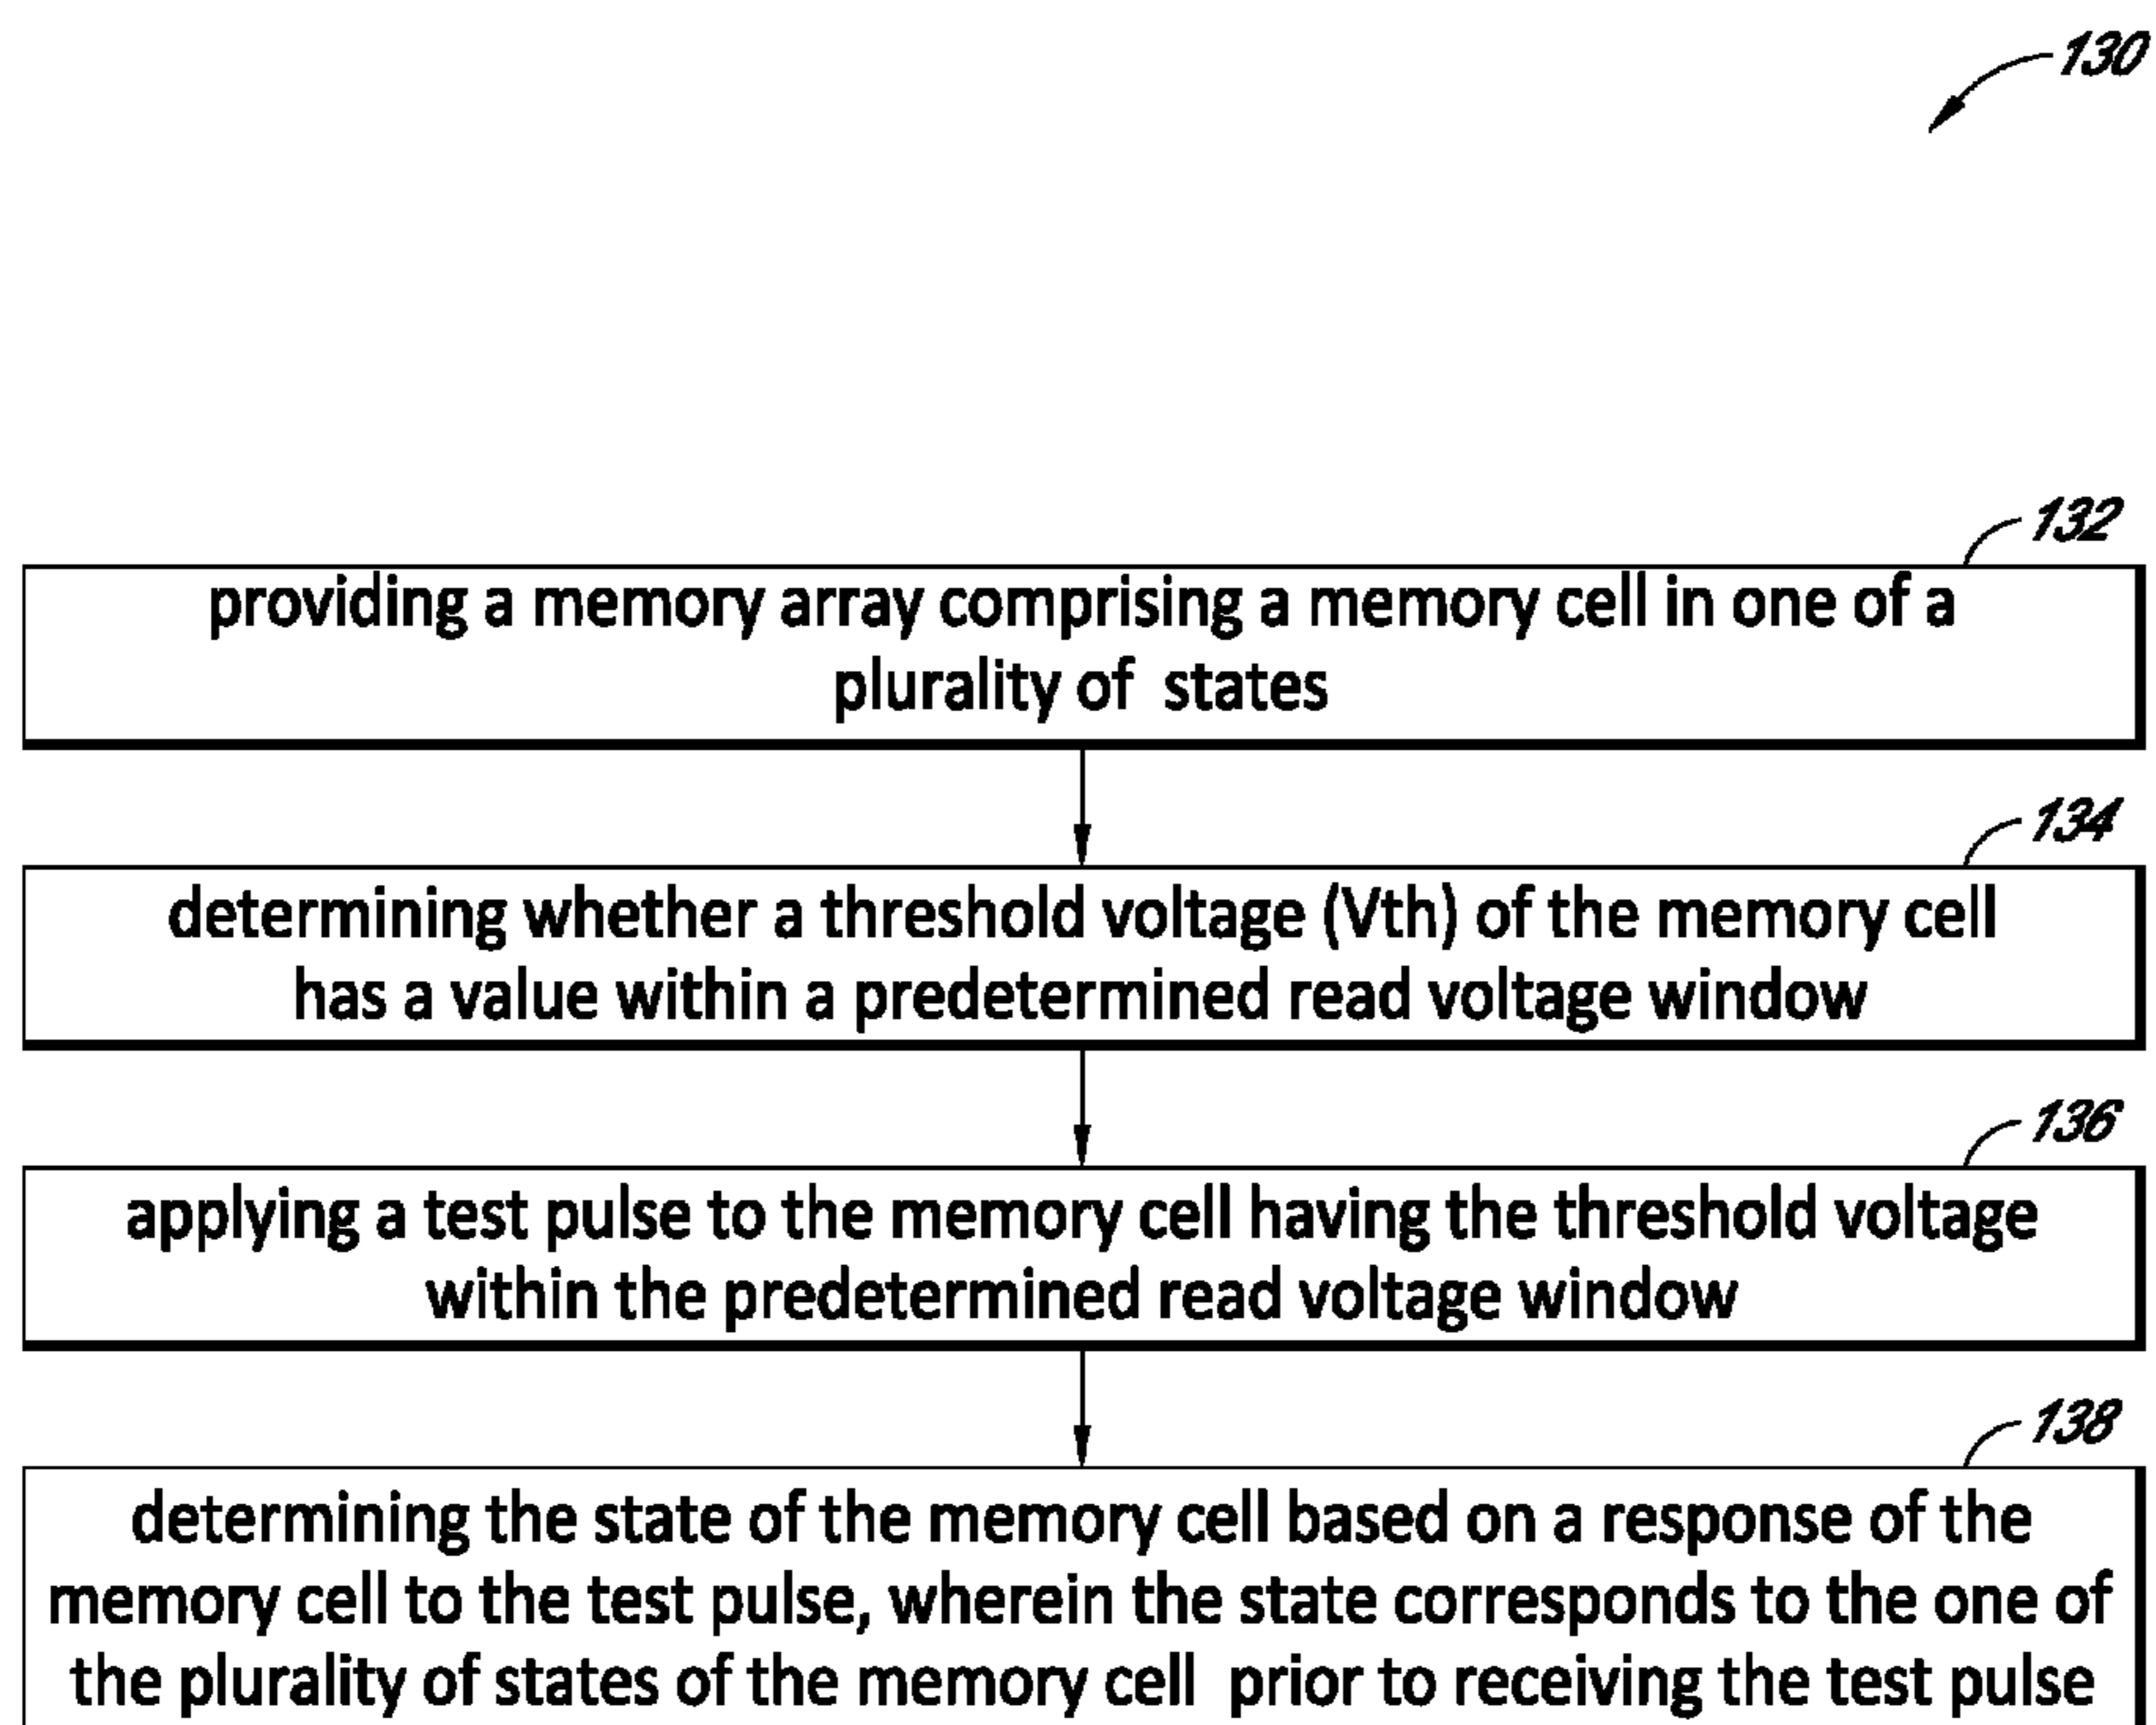 130
132
providing a memory array comprising a memory cell in one of a
plurality of states
134
determining whether a threshold voltage (Vth) of the memory cell
has a value within a predetermined read voltage window
136
applying a test pulse to the memory cell having the threshold voltage
within the predetermined read voltage window
138
determining the state of the memory cell based on a response of the
memory cell to the test pulse, wherein the state corresponds to the one of
the plurality of states of the memory cell prior to receiving the test pulse